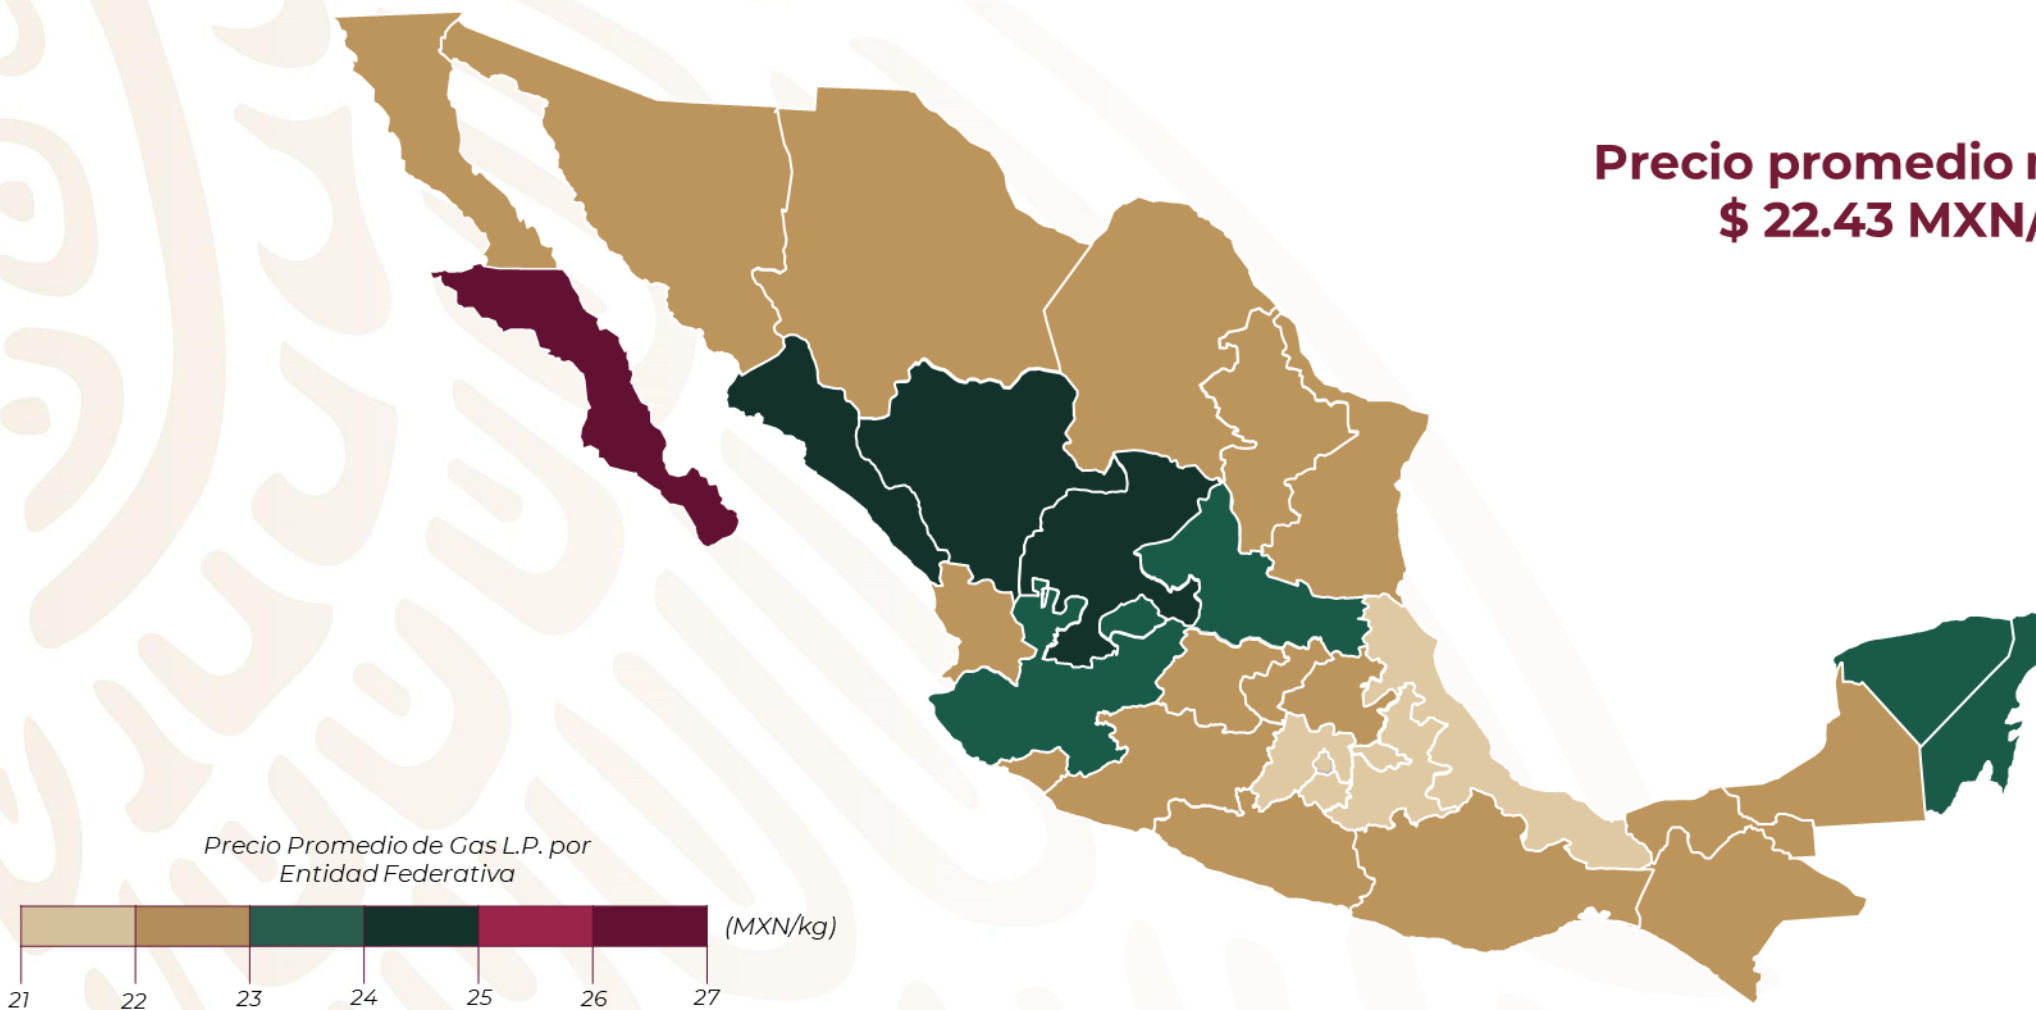 Precio promedio
$ 22.43 MXN/
Precio Promedio de Gas L.P. por
Entidad Federativa
(MXN/kg)
21 22 23 24 25 26 27